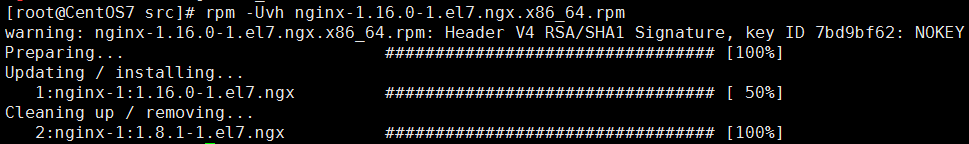 [root@CentOS7 src]# rpm -Uvh nginx-1.16.0-1.el7.ngx.x86_64.rpm
warning: nginx-1.16.0-1.el7.ngx.x86_64.rpm: Header V4 RSA/SHA1 Signature, key ID 7bd9bf62: NOKEY
Preparing...                          ################################# [100%]
Updating / installing...
   1:nginx-1:1.16.0-1.el7.ngx         ################################# [ 50%]
Cleaning up / removing...
   2:nginx-1:1.8.1-1.el7.ngx          ################################# [100%]